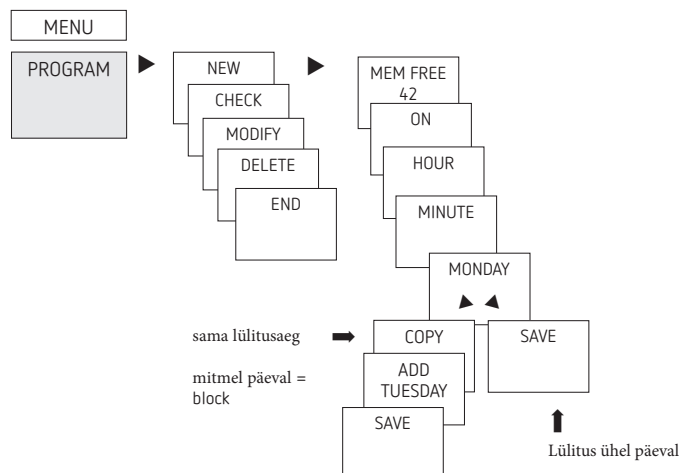 MENU
PROGRAM
NEW
CHECK
MODIFY
DELETE
END
MEM FREE
42
ON
HOUR
MINUTE
MONDAY
sama lülitusaeg
mitmel päeval =
block
COPY
ADD
TUESDAY
SAVE
SAVE
Lülitus ühel päeval